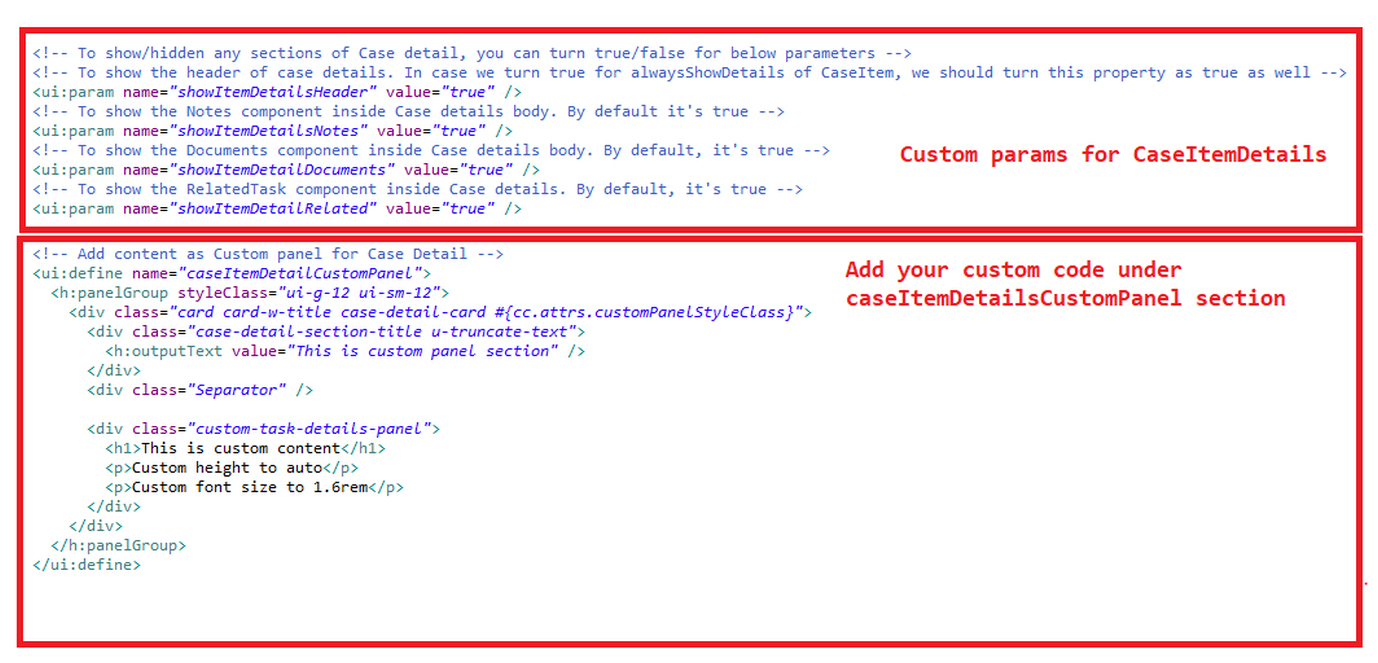 <!-- To show/hidden any sections of Case detail, you can turn true/false for below parameters -->
<!-- To show the header of case details. In case we turn true for alwaysShowDetails of CaseItem, we should turn this property as true as well -->
<ui:param name="showItemDetailsHeader" value="true" />
<!-- To show the Notes component inside Case details body. By default it's true -->
<ui:param name="showItemDetailsNotes" value="true" />
<!-- To show the Documents component inside Case details body. By default, it's true -->
<ui:param name="showItemDetailDocuments" value="true" />
<!-- To show the RelatedTask component inside Case details. By default, it's true -->
<ui:param name="showItemDetailRelated" value="true" />
Custom params for CaseItemDetails
<!-- Add content as Custom panel for Case Detail -->
<ui:define name="caseItemDetailCustomPanel">
  <h:panelGroup styleClass="ui-g-12 ui-sm-12">
    <div class="card card-w-title case-detail-card #{cc.attrs.customPanelStyleClass}">
      <div class="case-detail-section-title u-truncate-text">
        <h:outputText value="This is custom panel section" />
      </div>
      <div class="Separator" />
      <div class="custom-task-details-panel">
        <h1>This is custom content</h1>
        <p>Custom height to auto</p>
        <p>Custom font size to 1.6rem</p>
      </div>
    </div>
  </h:panelGroup>
</ui:define>
Add your custom code under
caseItemDetailsCustomPanel section